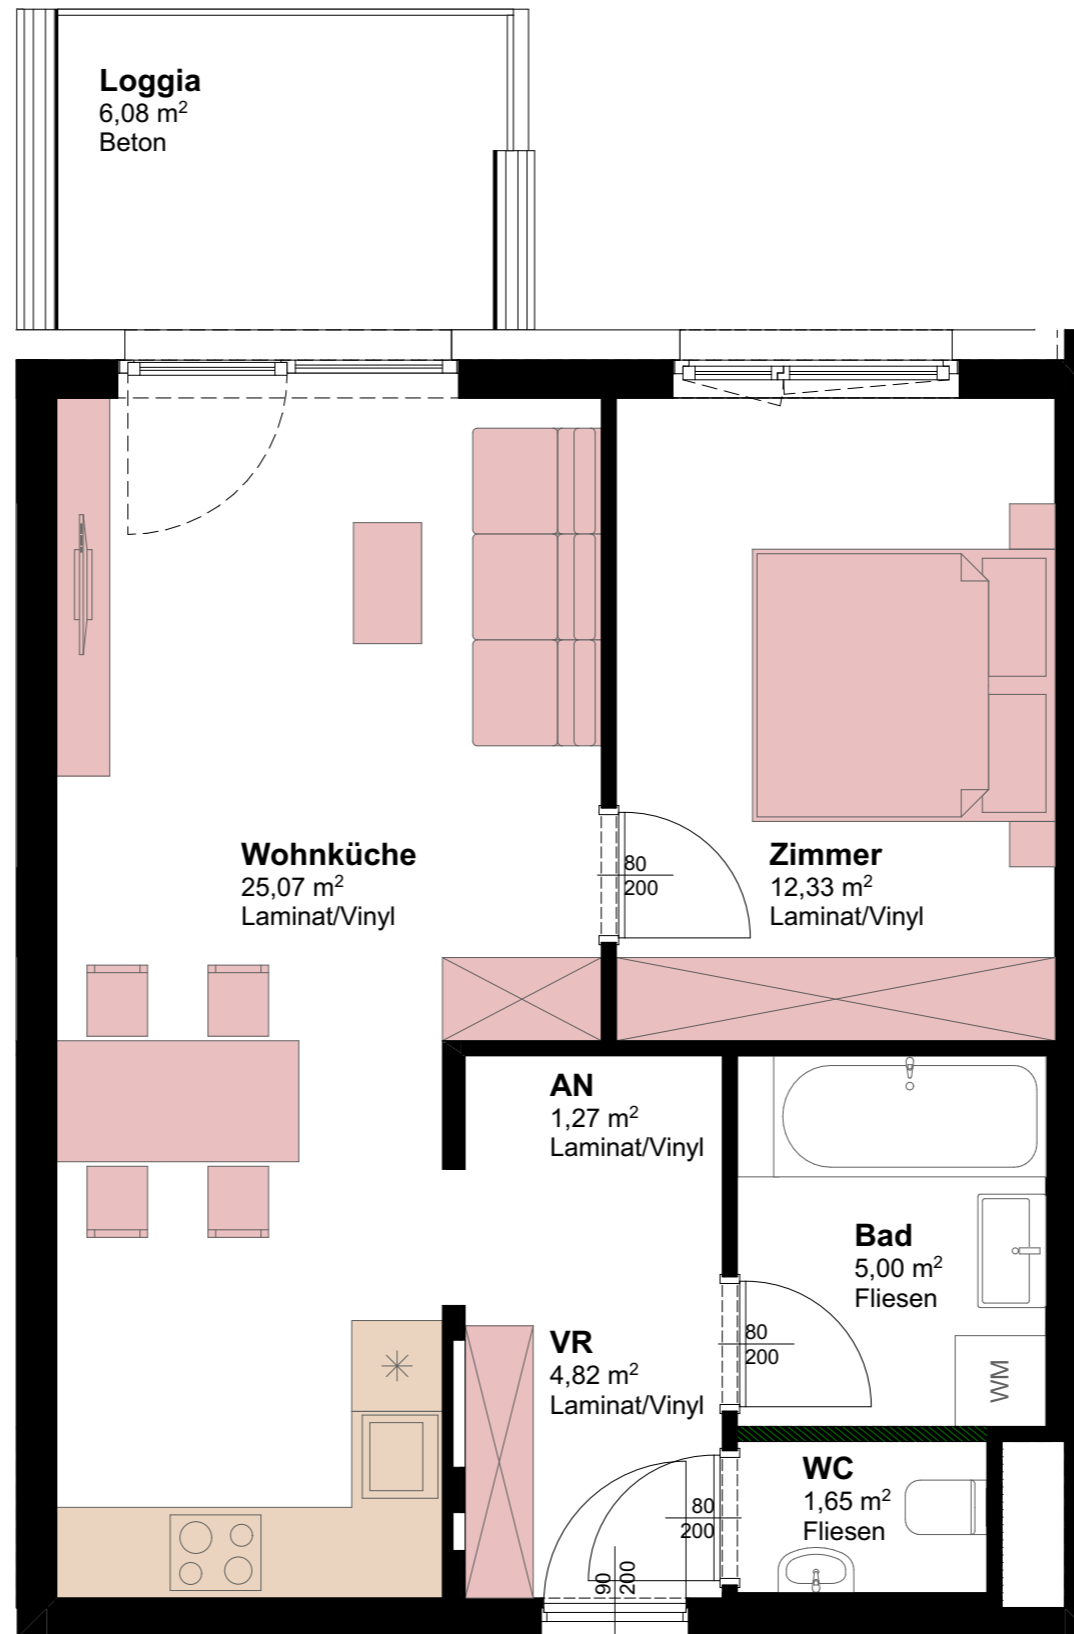 Loggia
6,08 m²
Beton
Wohnküche
25,07 m²
Laminat/Vinyl
80
200
Zimmer
12,33 m²
Laminat/Vinyl
AN
1,27 m²
Laminat/Vinyl
Bad
5,00 m²
Fliesen
VR
4,82 m²
Laminat/Vinyl
80
200
WM
WC
1,65 m²
Fliesen
80
200
90
200